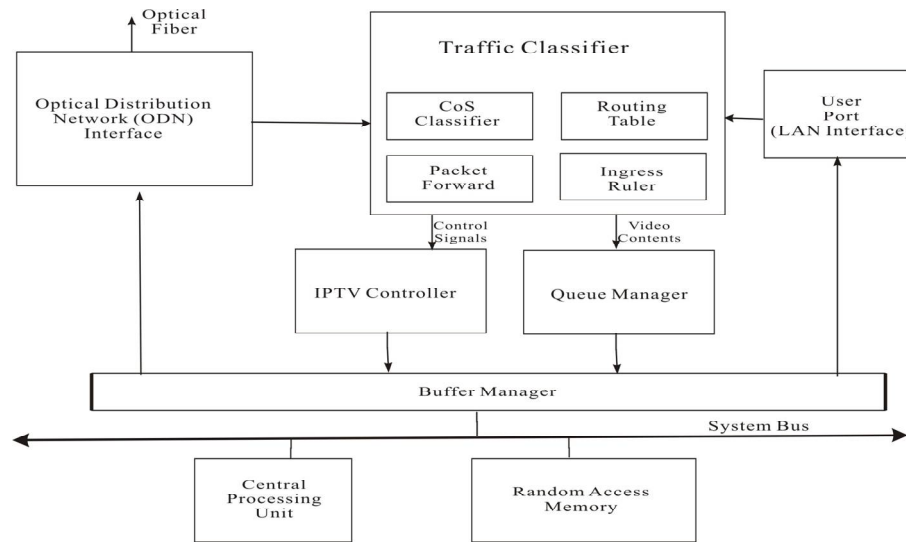 Optical
Fiber
Optical Distribution
Network (ODN)
Interface
Traffic Classifier
CoS
Classifier
Routing
Table
Packet
Forward
Ingress
Ruler
User
Port
(LAN Interface)
Control
Signals
Video
Contents
IPTV Controller
Queue Manager
Buffer Manager
System Bus
Central
Processing
Unit
Random Access
Memory